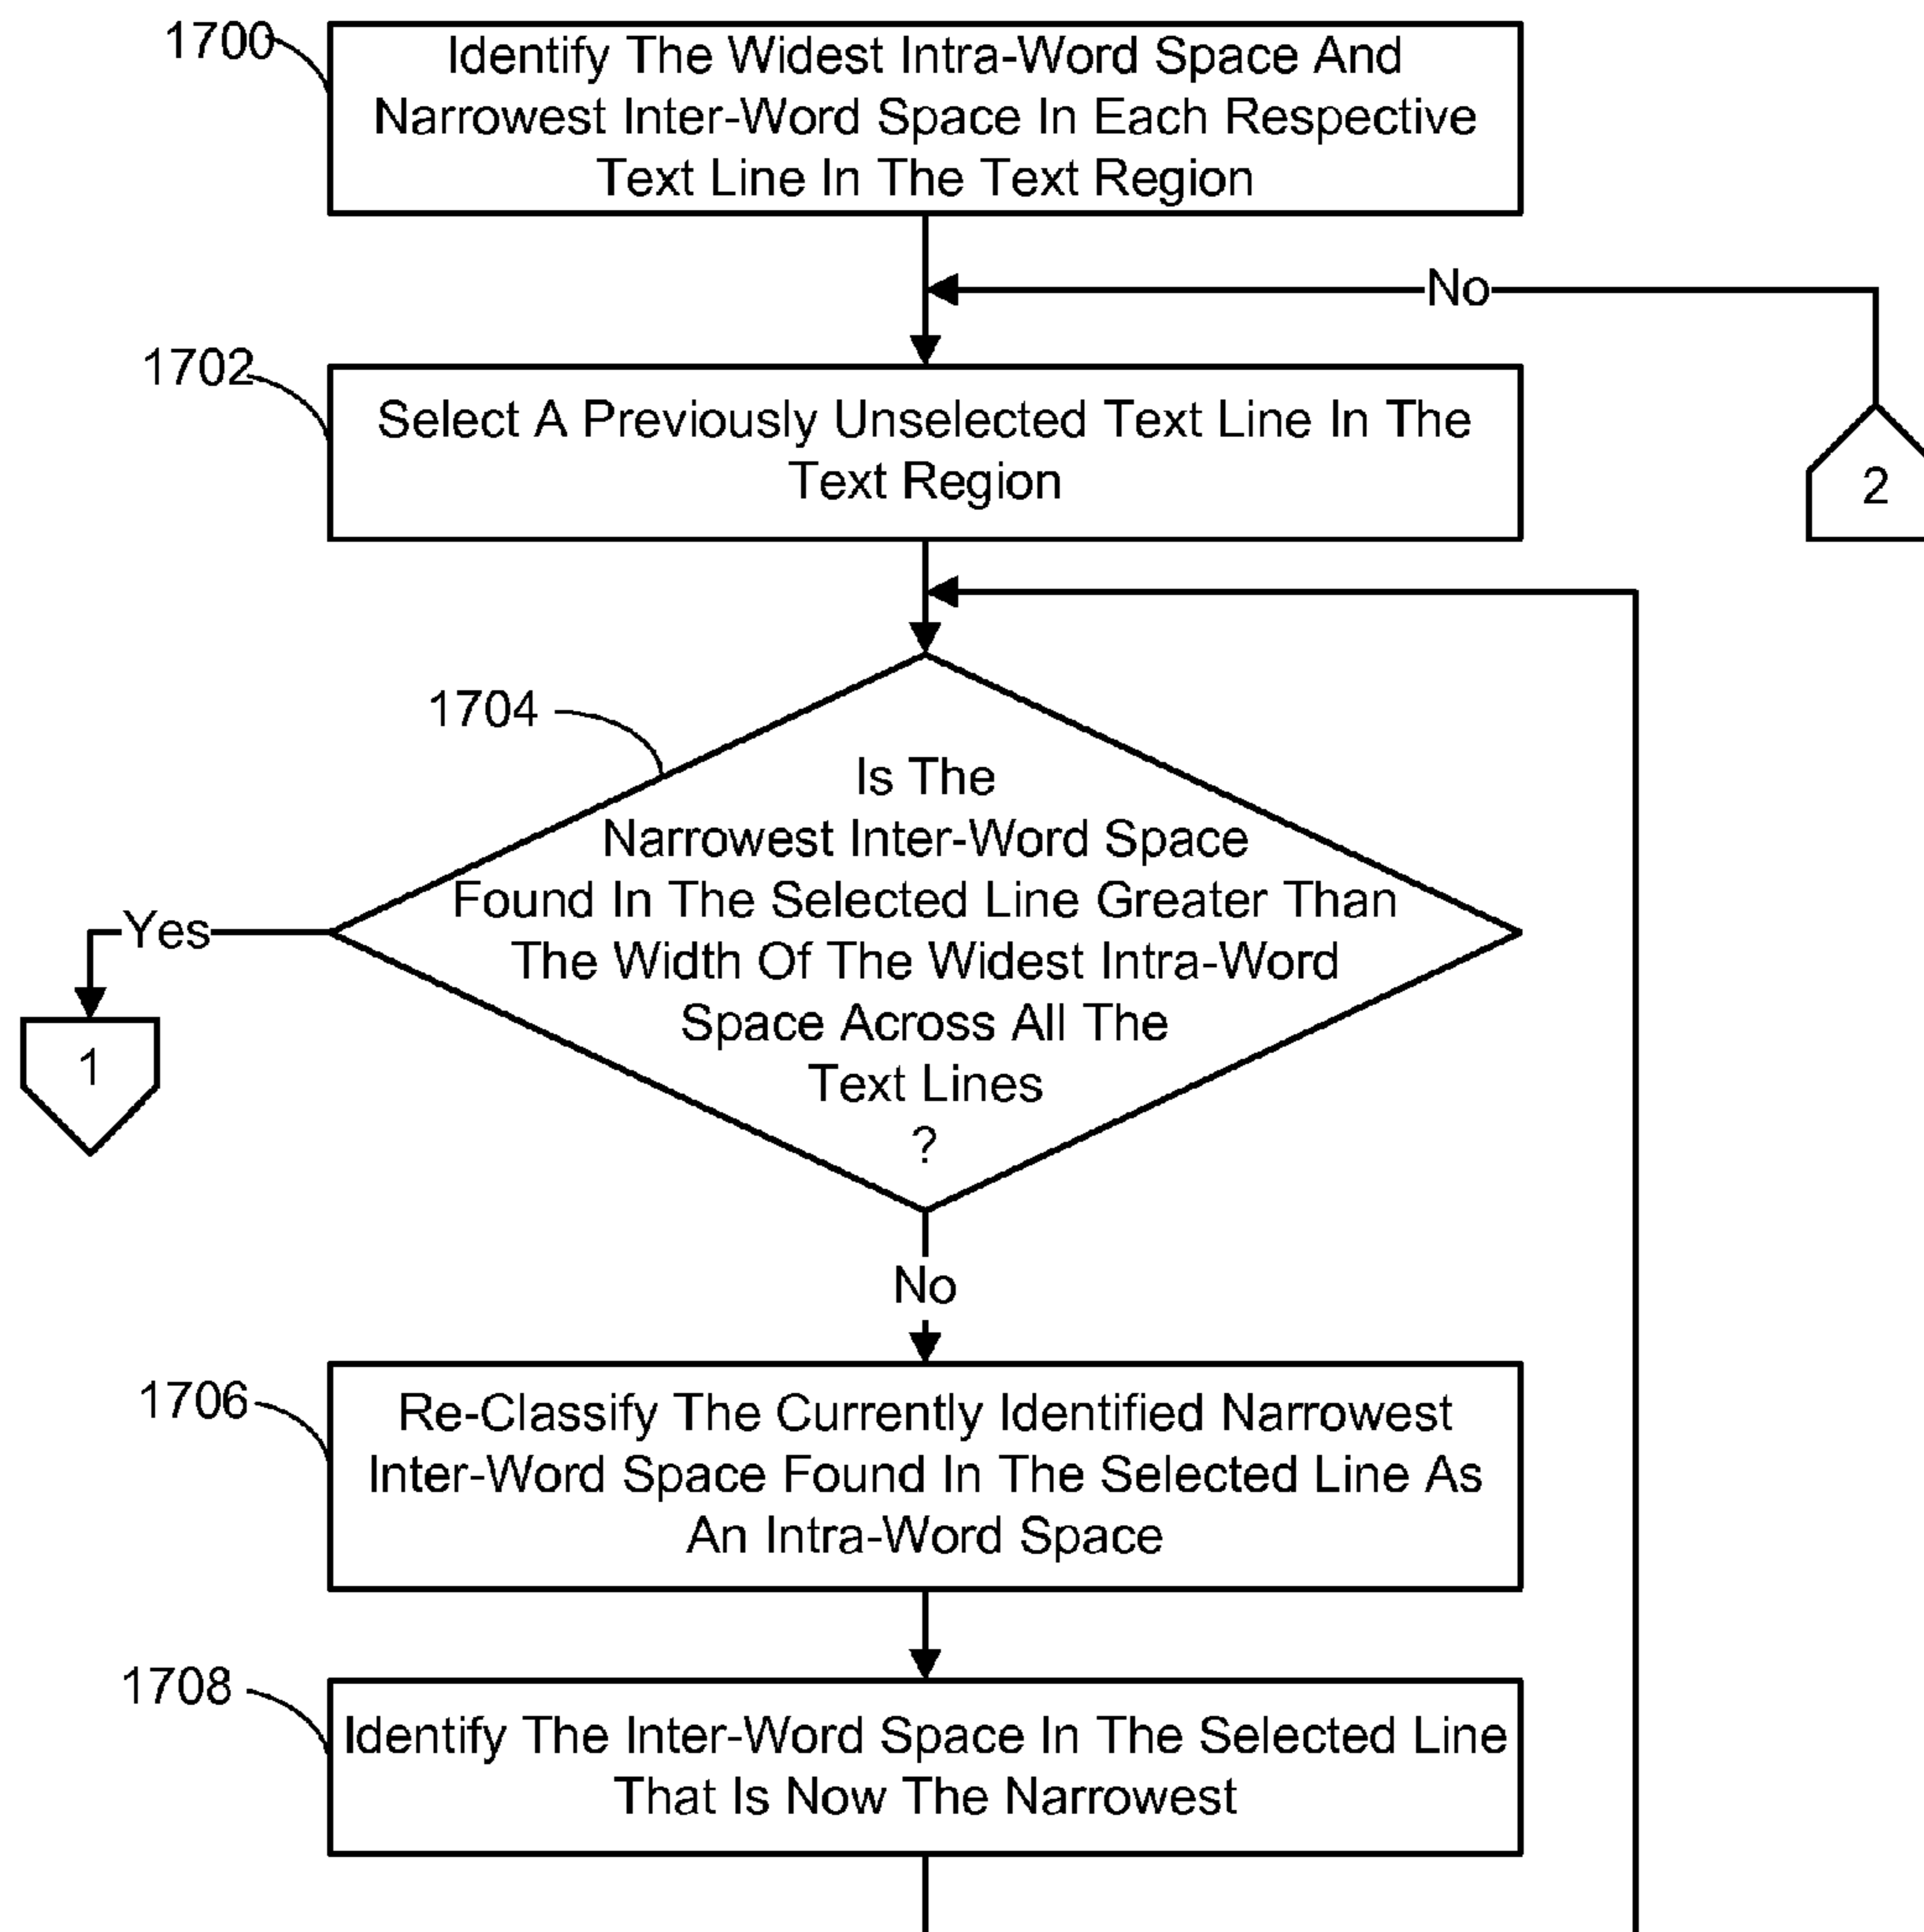 1700
Identify The Widest Intra-Word Space And
Narrowest Inter-Word Space In Each Respective
Text Line In The Text Region
No
1702
Select A Previously Unselected Text Line In The
Text Region
2
1704
Is The
Narrowest Inter-Word Space
Found In The Selected Line Greater Than
The Width Of The Widest Intra-Word
Space Across All The
Text Lines
?
Yes
1
No
1706
Re-Classify The Currently Identified Narrowest
Inter-Word Space Found In The Selected Line As
An Intra-Word Space
1708
Identify The Inter-Word Space In The Selected Line
That Is Now The Narrowest